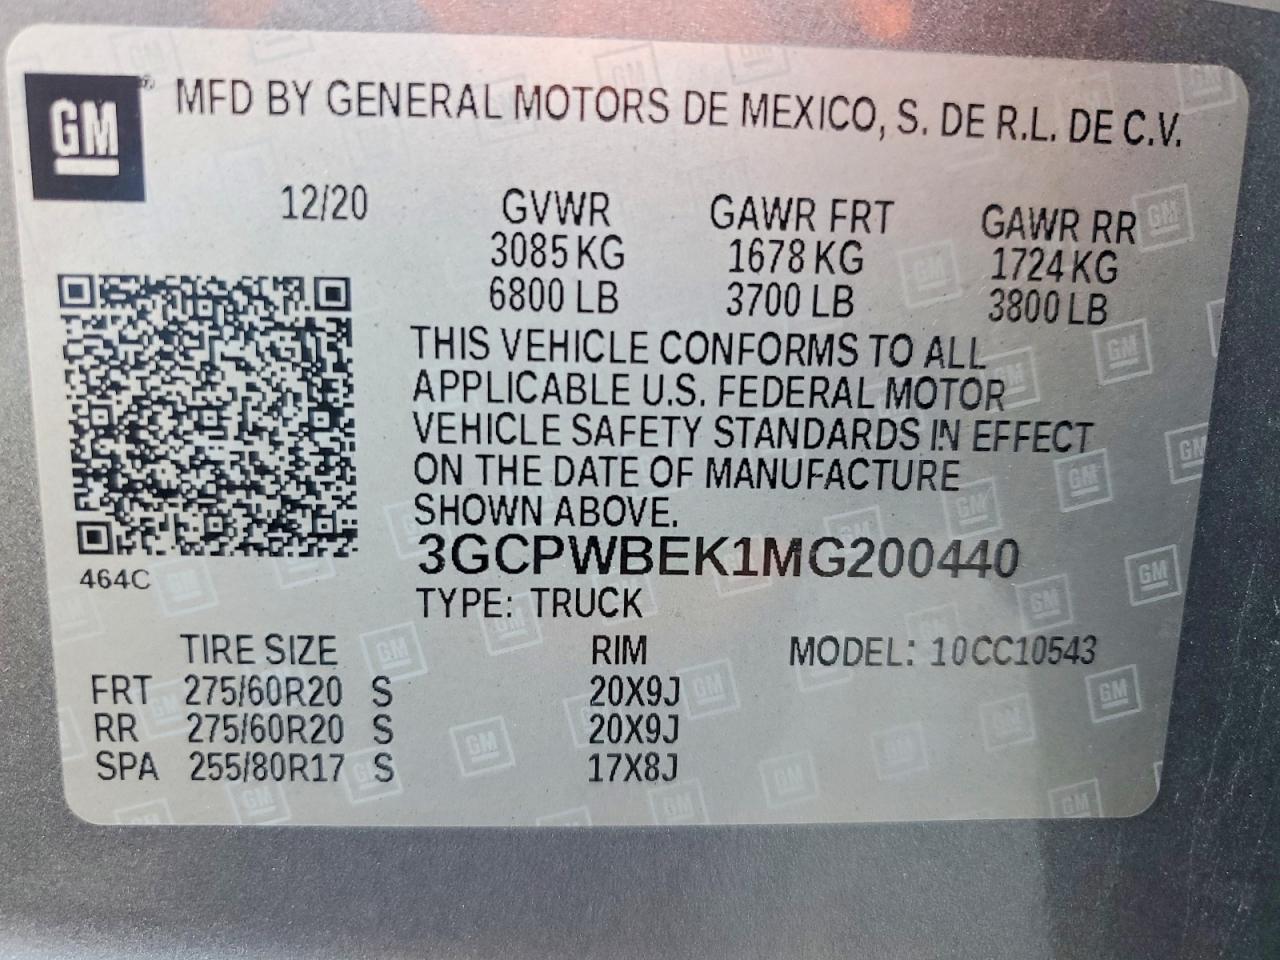 GM
MFD BY GENERAL MOTORS DE MEXICO, S. DE R.L. DE C.V.
12/20 GVWR GAWR FRT GAWR RR
3085 KG 1678 KG 1724 KG
6800 LB 3700 LB 3800 LB
THIS VEHICLE CONFORMS TO ALL
APPLICABLE U.S. FEDERAL MOTOR
VEHICLE SAFETY STANDARDS IN EFFECT
ON THE DATE OF MANUFACTURE
SHOWN ABOVE.
3GCPWBEK1MG200440
464C
TYPE: TRUCK
TIRE SIZE RIM MODEL: 10CC10543
FRT 275/60R20 S 20X9J
RR 275/60R20 S 20X9J
SPA 255/80R17 S 17X8J